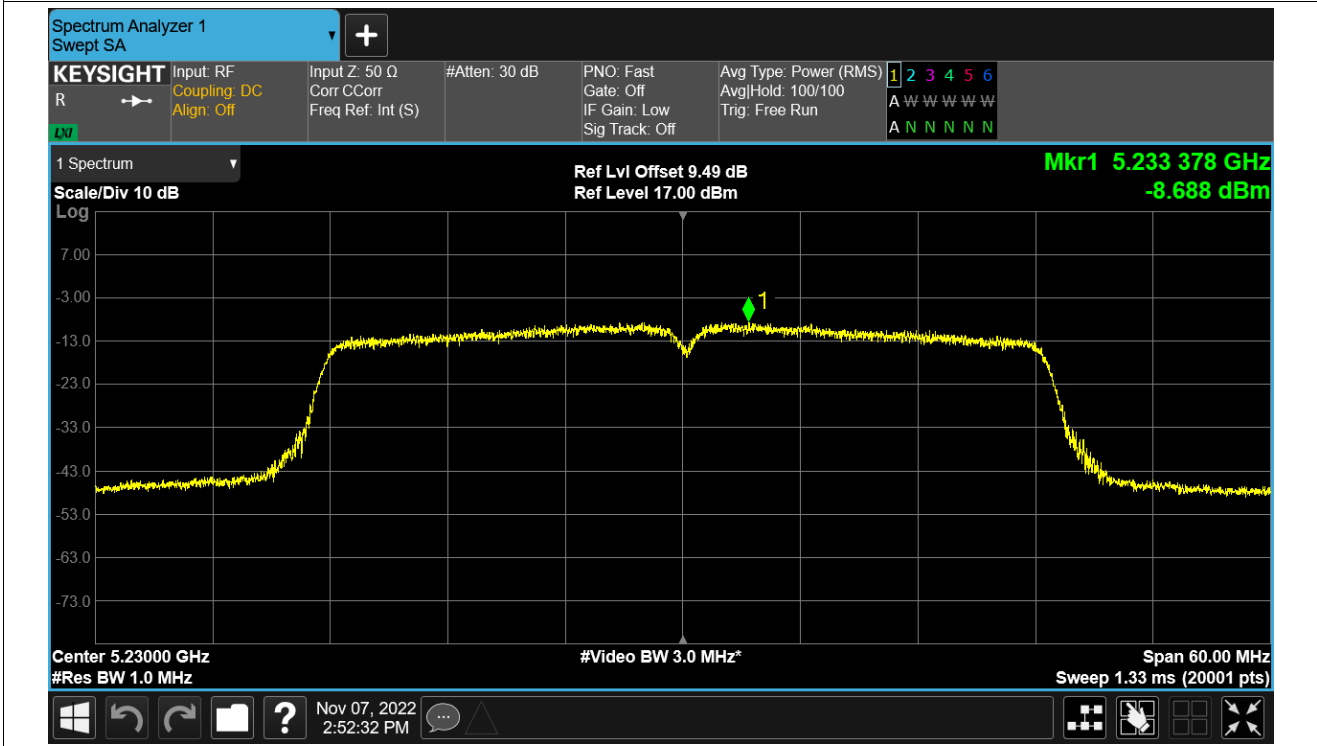 Spectrum Analyzer 1
Swept SA
+
KEYSIGHT
R
LXI
Input: RF
Coupling: DC
Align: Off
Input Z: 50 Ω
Corr CCorr
Freq Ref: Int (S)
#Atten: 30 dB
PNO: Fast
Gate: Off
IF Gain: Low
Sig Track: Off
Avg Type: Power (RMS)
Avg|Hold: 100/100
Trig: Free Run
1 2 3 4 5 6
A W W W W W
A N N N N N
1 Spectrum
Scale/Div 10 dB
Ref Lvl Offset 9.49 dB
Ref Level 17.00 dBm
Mkr1 5.233 378 GHz
-8.688 dBm
Log
7.00
-3.00
1
-13.0
-23.0
-33.0
-43.0
-53.0
-63.0
-73.0
Center 5.23000 GHz
#Res BW 1.0 MHz
#Video BW 3.0 MHz*
Span 60.00 MHz
Sweep 1.33 ms (20001 pts)
?
Nov 07, 2022
2:52:32 PM